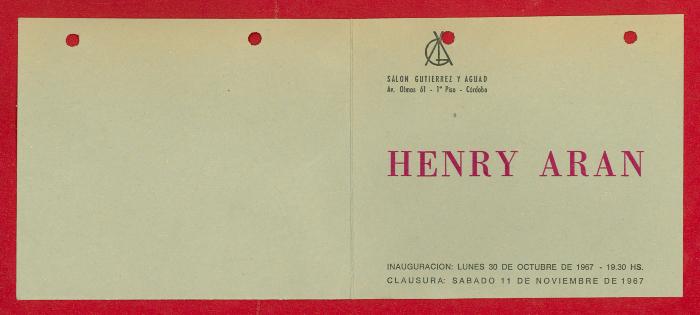 SALON GUTIERREZ Y AGUAD
Av. Olmos 61 - 1º Piso - Córdoba
HENRY ARAN
INAUGURACION: LUNES 30 DE OCTUBRE DE 1967 - 19.30 HS.
CLAUSURA: SABADO 11 DE NOVIEMBRE DE 1967